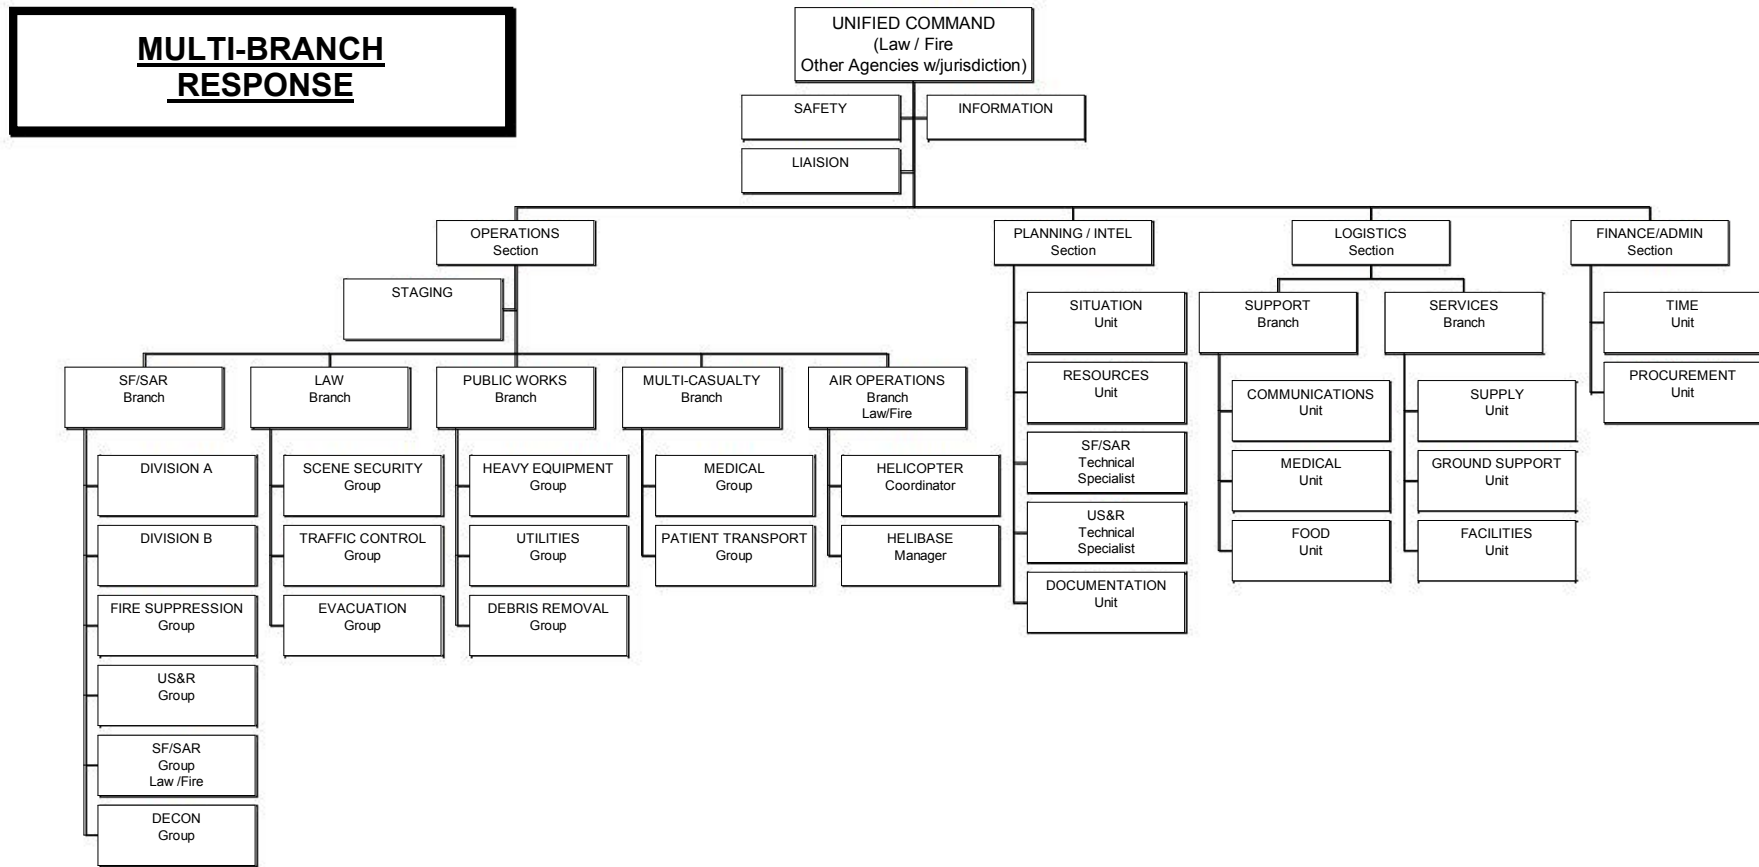 MULTI-BRANCH
RESPONSE
UNIFIED COMMAND
(Law / Fire
Other Agencies w/jurisdiction)
SAFETY
INFORMATION
LIAISION
OPERATIONS
Section
PLANNING / INTEL
Section
LOGISTICS
Section
FINANCE/ADMIN
Section
STAGING
SF/SAR
Branch
DIVISION A
DIVISION B
FIRE SUPPRESSION
Group
US&R
Group
SF/SAR
Group
Law /Fire
DECON
Group
LAW
Branch
SCENE SECURITY
Group
TRAFFIC CONTROL
Group
EVACUATION
Group
PUBLIC WORKS
Branch
HEAVY EQUIPMENT
Group
UTILITIES
Group
DEBRIS REMOVAL
Group
MULTI-CASUALTY
Branch
MEDICAL
Group
PATIENT TRANSPORT
Group
AIR OPERATIONS
Branch
Law/Fire
HELICOPTER
Coordinator
HELIBASE
Manager
SITUATION
Unit
RESOURCES
Unit
SF/SAR
Technical
Specialist
US&R
Technical
Specialist
DOCUMENTATION
Unit
SUPPORT
Branch
COMMUNICATIONS
Unit
MEDICAL
Unit
FOOD
Unit
SERVICES
Branch
SUPPLY
Unit
GROUND SUPPORT
Unit
FACILITIES
Unit
TIME
Unit
PROCUREMENT
Unit